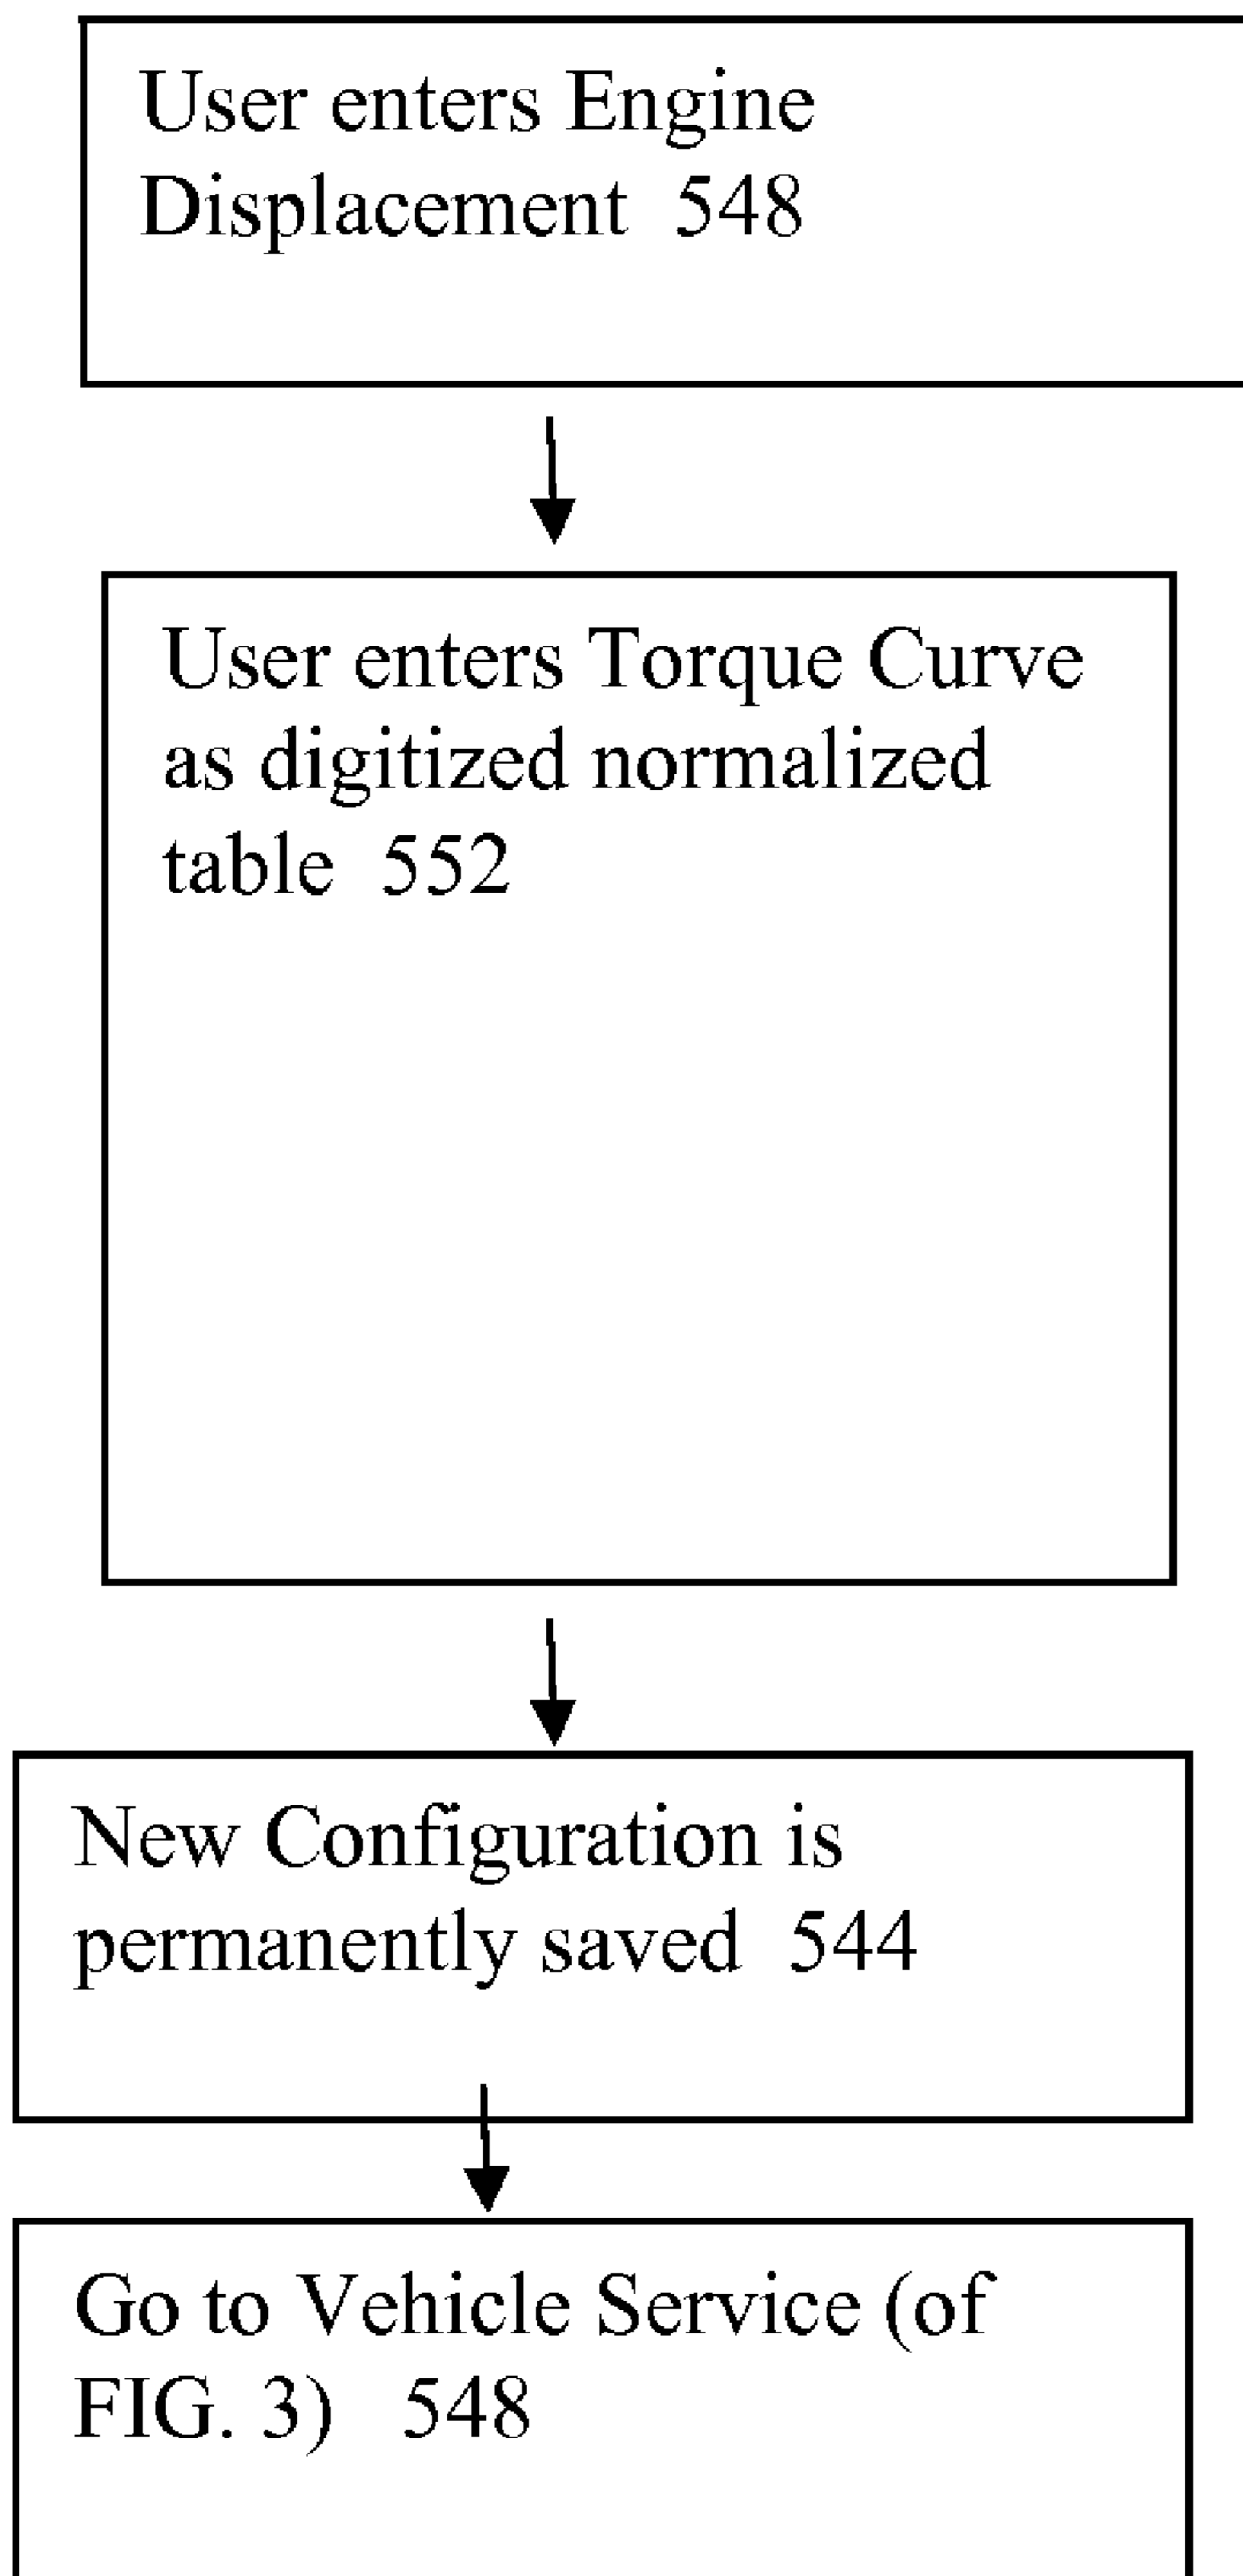 User enters Engine
Displacement 548
User enters Torque Curve
as digitized normalized
table 552
New Configuration is
permanently saved 544
Go to Vehicle Service (of
FIG. 3) 548